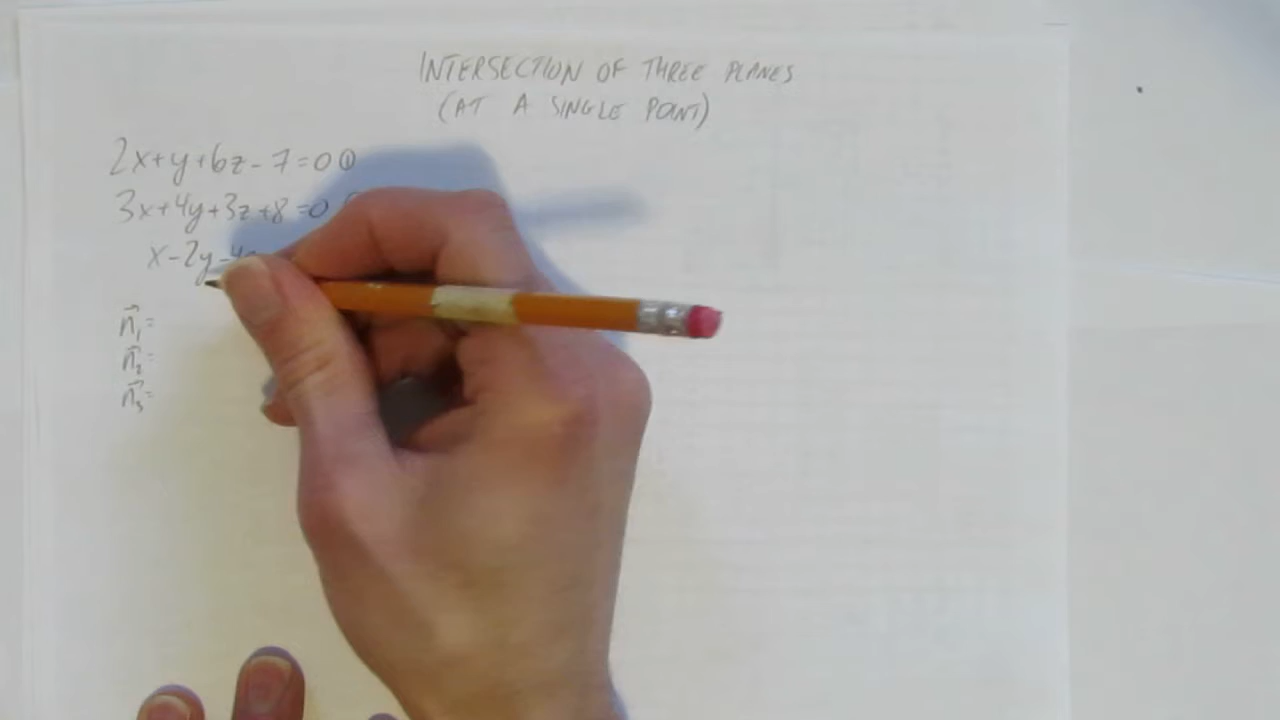 INTERSECTION OF THREE PLANES
(AT A SINGLE POINT)
2x+y+6z-7=0 ①
3x+4y+3z+8=0
x-2y-4z
n⃗₁=
n⃗₂=
n⃗₃=